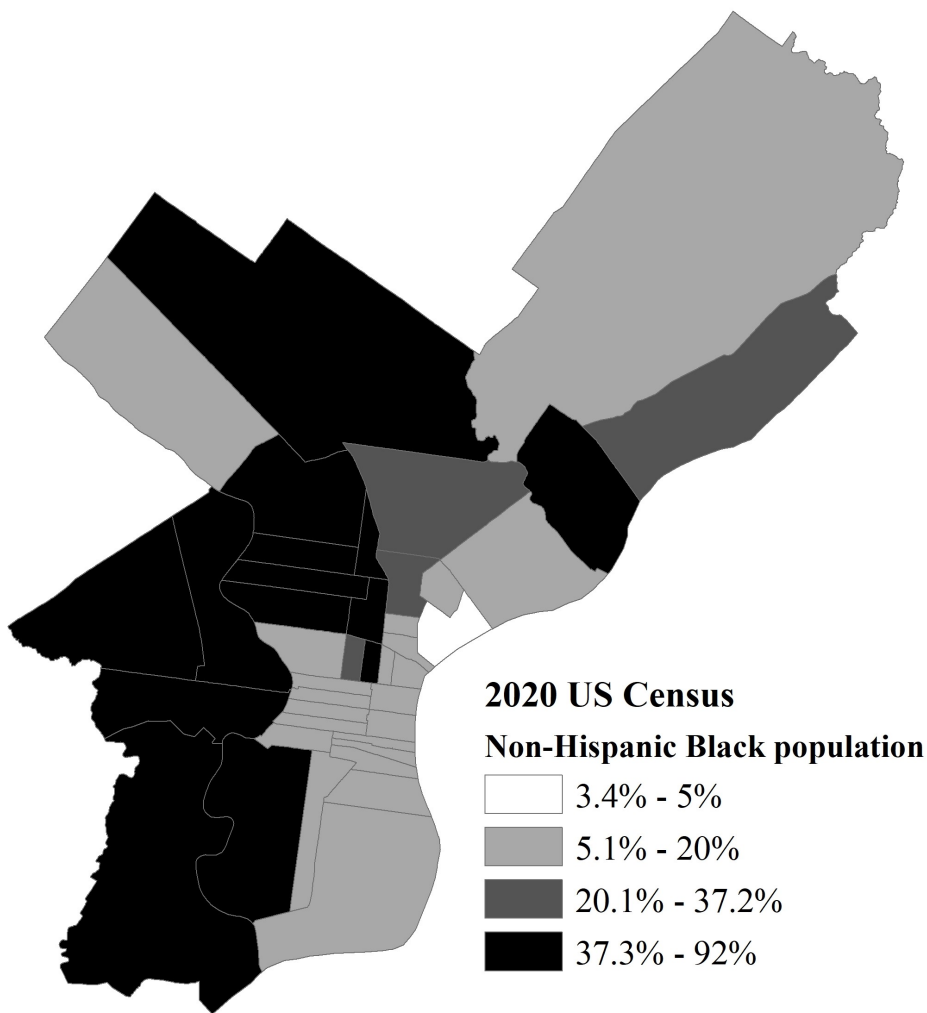 2020 US Census
Non-Hispanic Black population
3.4% - 5%
5.1% - 20%
20.1% - 37.2%
37.3% - 92%